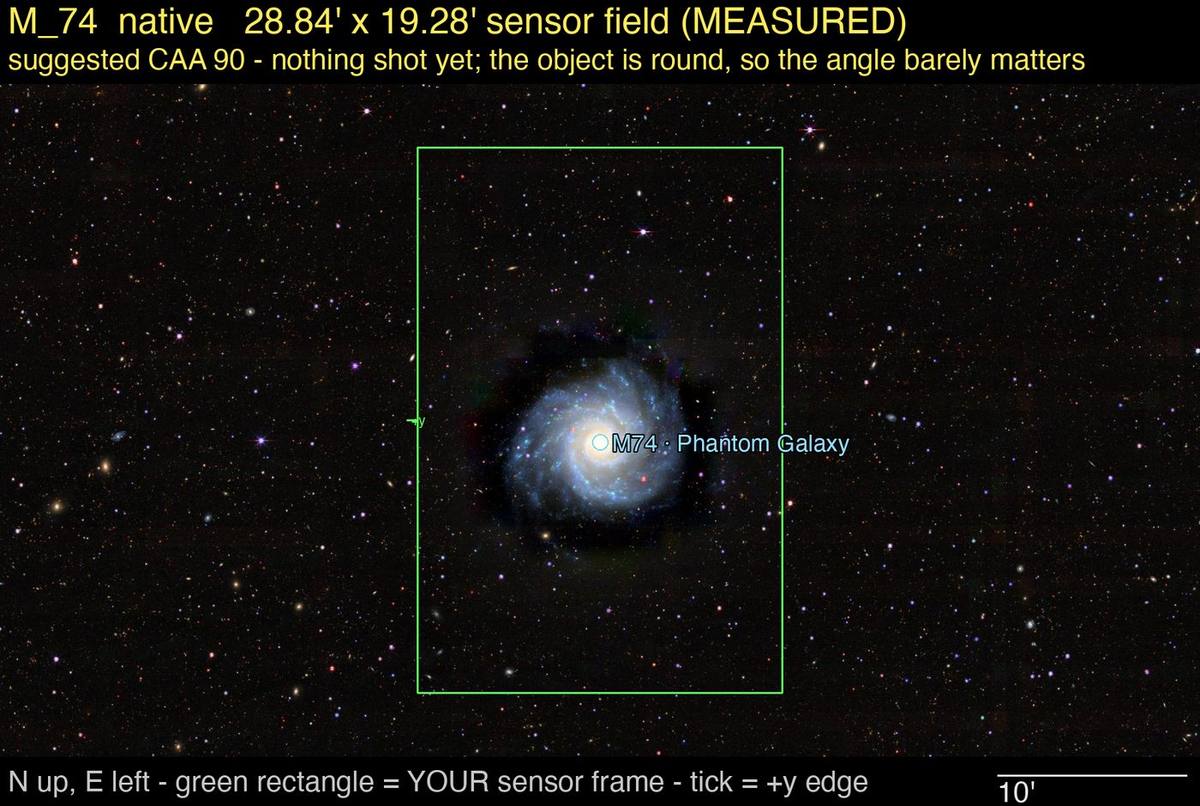 M_74 native 28.84' x 19.28' sensor field (MEASURED)
suggested CAA 90 - nothing shot yet; the object is round, so the angle barely matters
+y
M74 · Phantom Galaxy
N up, E left - green rectangle = YOUR sensor frame - tick = +y edge
10'